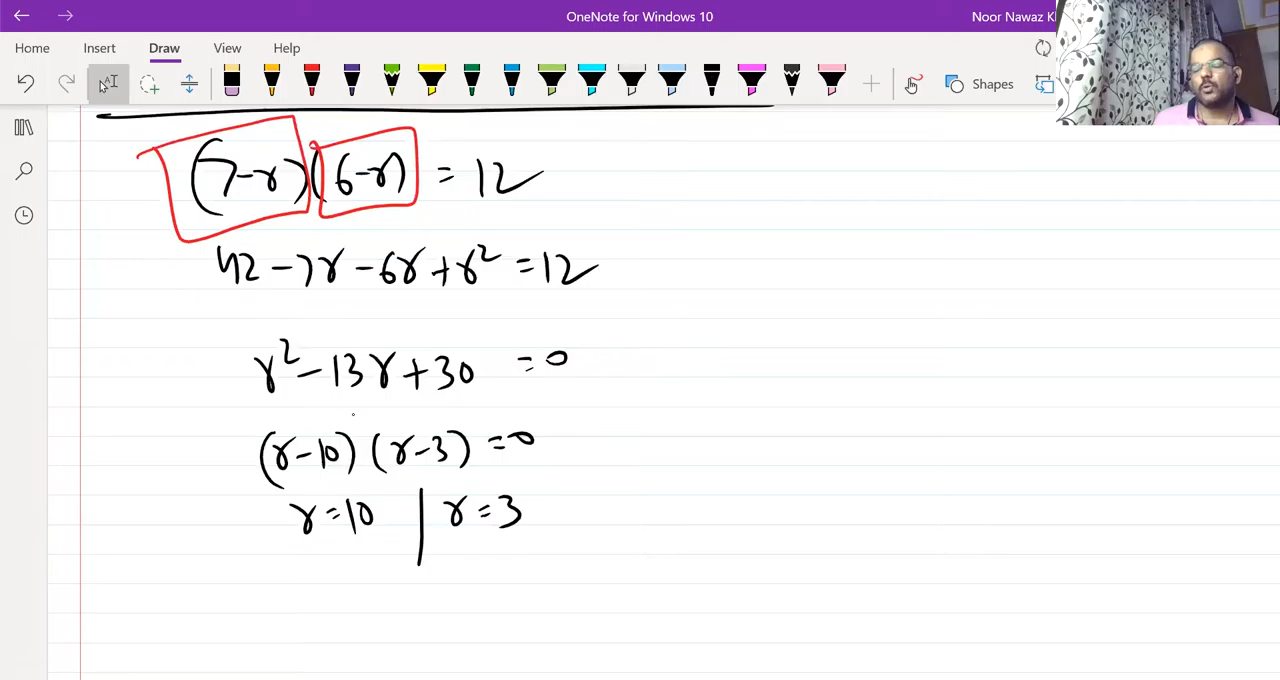 OneNote for Windows 10
Noor Nawaz
Home Insert Draw View Help
Shapes
(7-r)(6-r) = 12
42 - 7r - 6r + r² = 12
r² - 13r + 30 = 0
(r-10)(r-3) = 0
r = 10 | r = 3